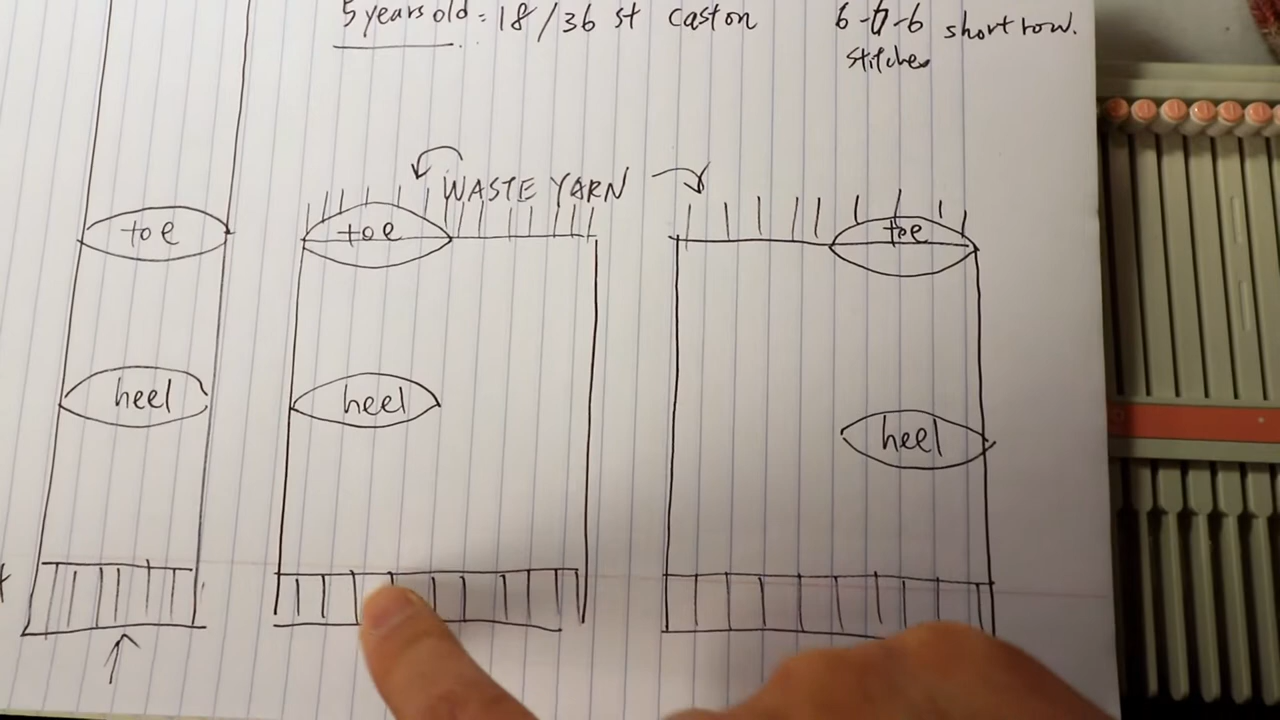 5 years old = 18/36 st caston
6-6-6 short row.
stitches
WASTE YARN
toe
toe
toe
heel
heel
heel